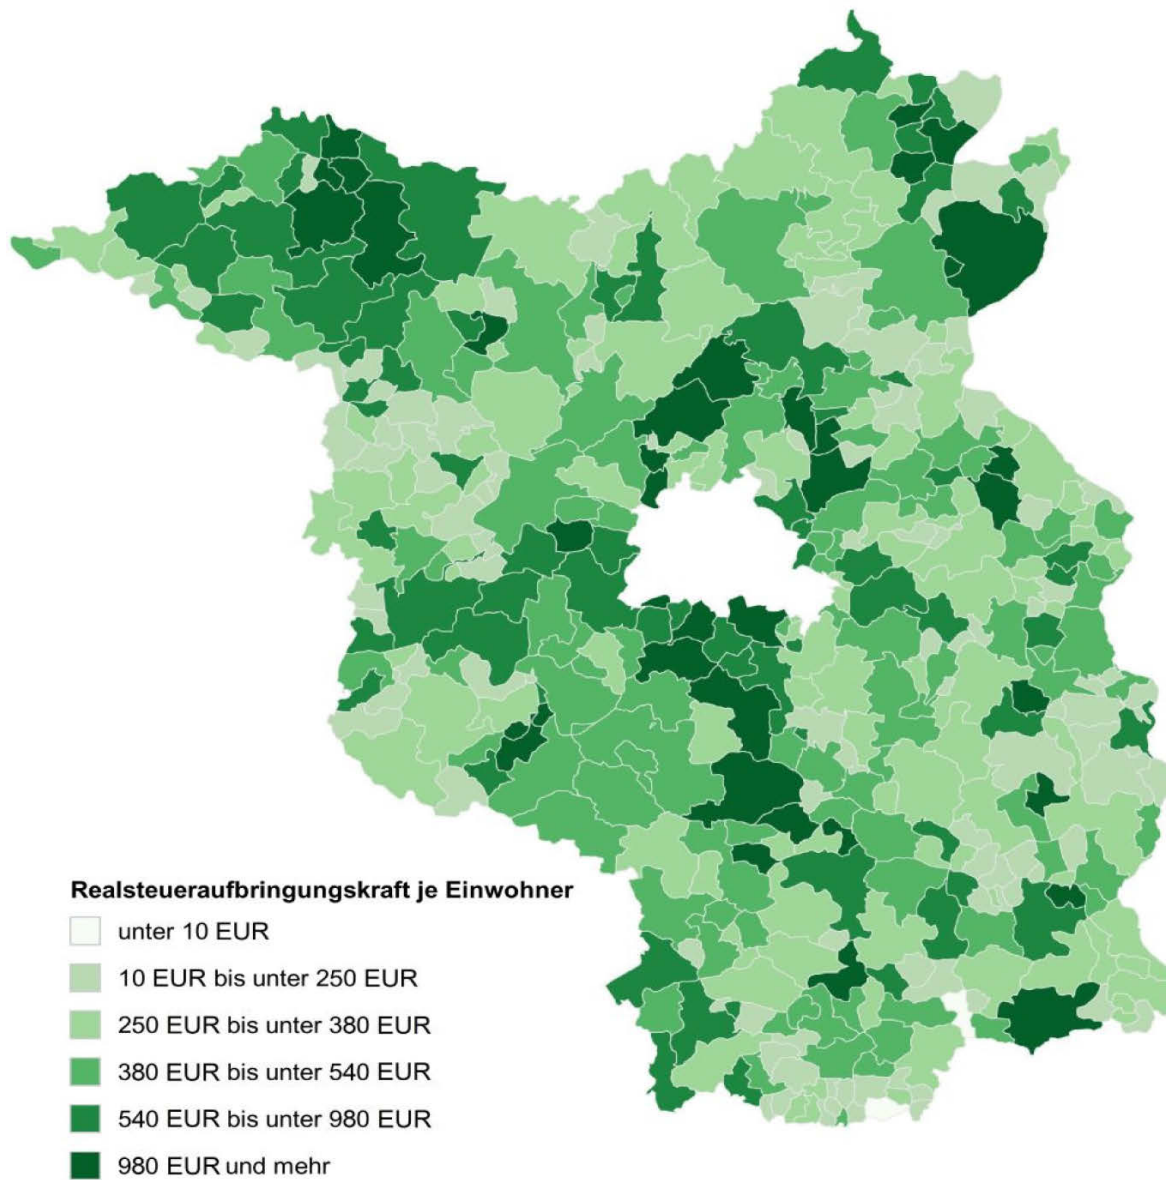 Realsteueraufbringungskraft je Einwohner
unter 10 EUR
10 EUR bis unter 250 EUR
250 EUR bis unter 380 EUR
380 EUR bis unter 540 EUR
540 EUR bis unter 980 EUR
980 EUR und mehr